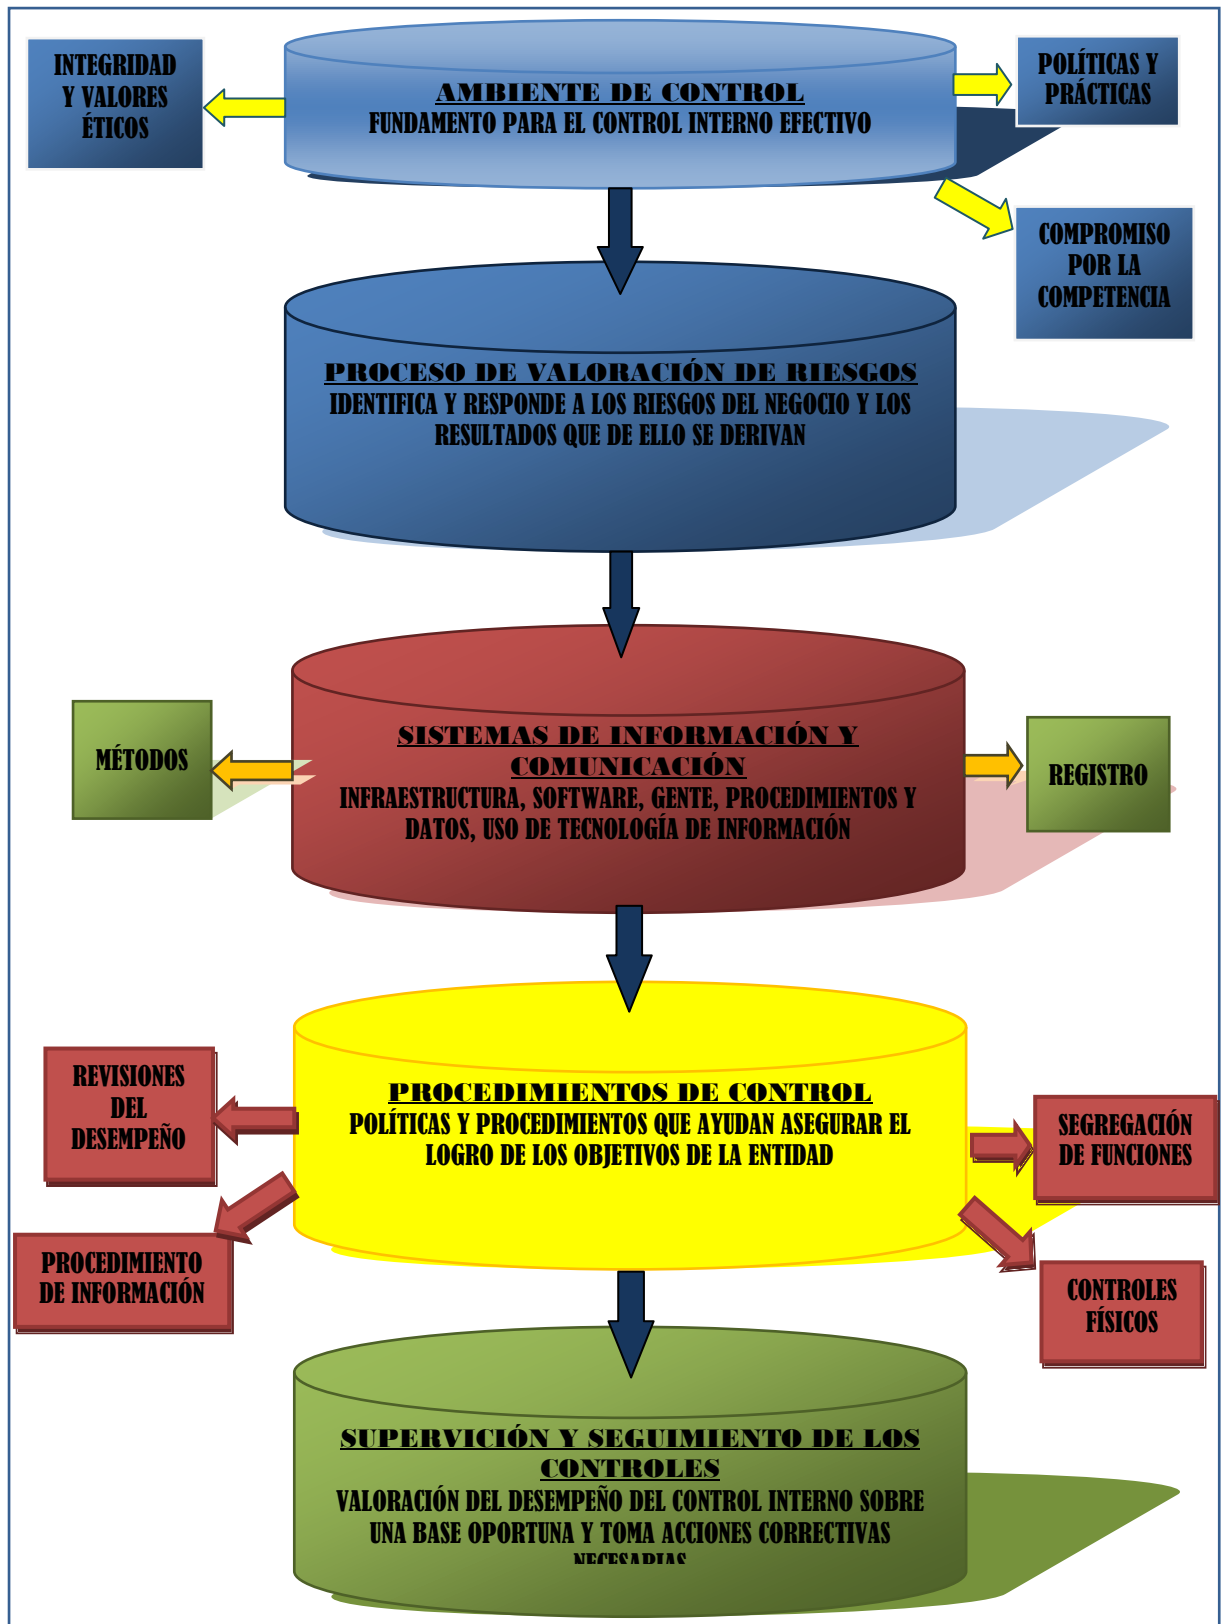 INTEGRIDAD
Y VALORES
ÉTICOS
AMBIENTE DE CONTROL
FUNDAMENTO PARA EL CONTROL INTERNO EFECTIVO
POLÍTICAS Y
PRÁCTICAS
COMPROMISO
POR LA
COMPETENCIA
PROCESO DE VALORACIÓN DE RIESGOS
IDENTIFICA Y RESPONDE A LOS RIESGOS DEL NEGOCIO Y LOS
RESULTADOS QUE DE ELLO SE DERIVAN
MÉTODOS
SISTEMAS DE INFORMACIÓN Y
COMUNICACIÓN
INFRAESTRUCTURA, SOFTWARE, GENTE, PROCEDIMIENTOS Y
DATOS, USO DE TECNOLOGÍA DE INFORMACIÓN
REGISTRO
REVISIONES
DEL
DESEMPEÑO
PROCEDIMIENTOS DE CONTROL
POLÍTICAS Y PROCEDIMIENTOS QUE AYUDAN ASEGURAR EL
LOGRO DE LOS OBJETIVOS DE LA ENTIDAD
SEGREGACIÓN
DE FUNCIONES
PROCEDIMIENTO
DE INFORMACIÓN
CONTROLES
FÍSICOS
SUPERVICIÓN Y SEGUIMIENTO DE LOS
CONTROLES
VALORACIÓN DEL DESEMPEÑO DEL CONTROL INTERNO SOBRE
UNA BASE OPORTUNA Y TOMA ACCIONES CORRECTIVAS
NECESARIAS